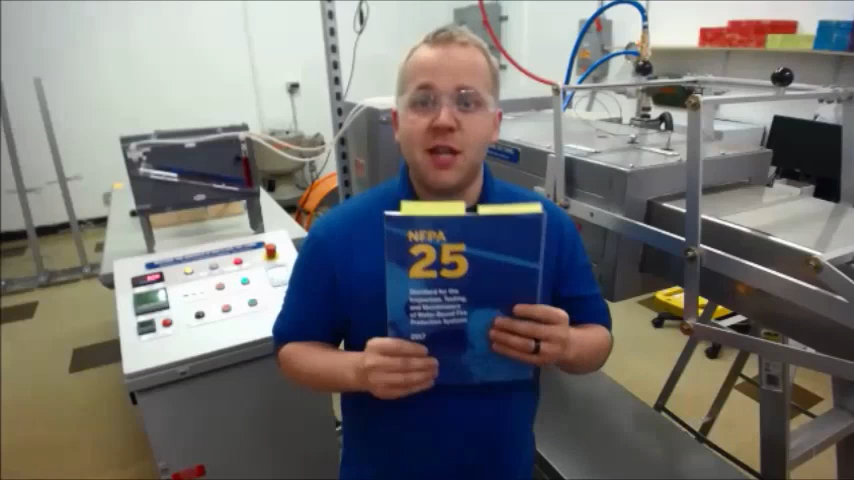 NFPA
25
Standard for the
Inspection, Testing,
and Maintenance
of Water-Based Fire
Protection Systems
2017